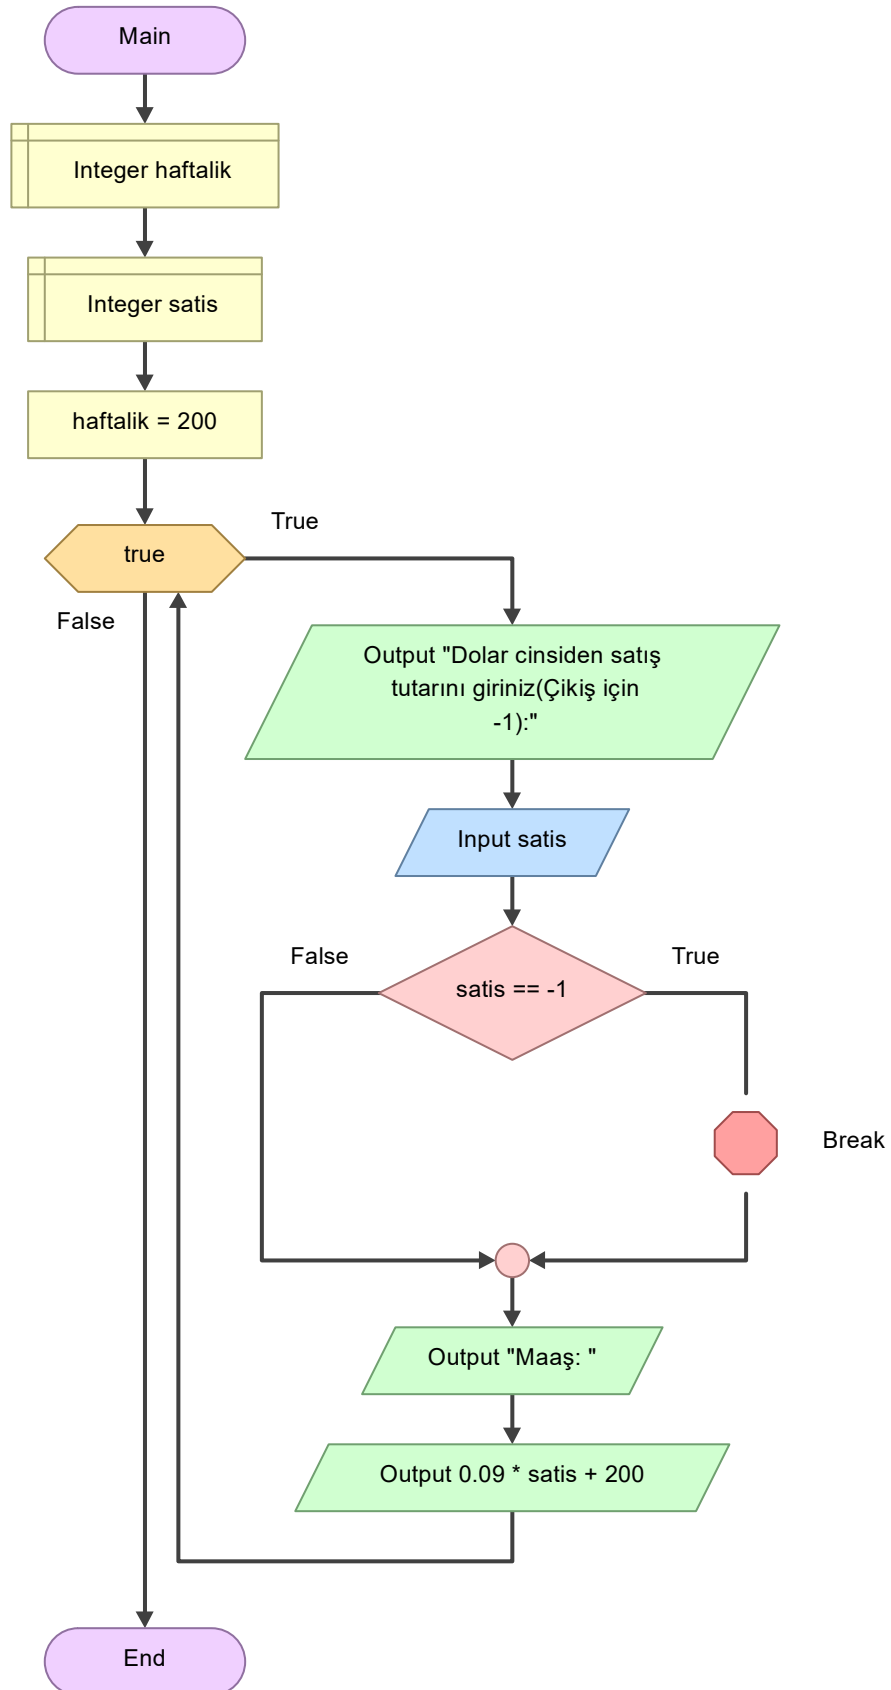 Main
Integer haftalik
Integer satis
haftalik = 200
true
True
False
Output "Dolar cinsiden satış
tutarını giriniz(Çikiş için
-1):"
Input satis
satis == -1
False
True
Break
Output "Maaş: "
Output 0.09 * satis + 200
End